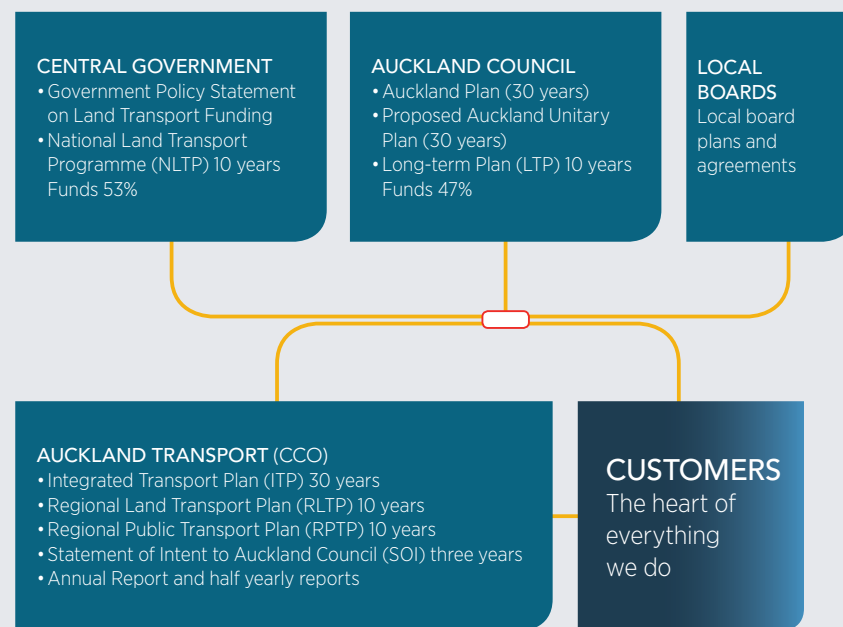 CENTRAL GOVERNMENT
• Government Policy Statement
on Land Transport Funding
• National Land Transport
Programme (NLTP) 10 years
Funds 53%
AUCKLAND COUNCIL
• Auckland Plan (30 years)
• Proposed Auckland Unitary
Plan (30 years)
• Long-term Plan (LTP) 10 years
Funds 47%
LOCAL
BOARDS
Local board
plans and
agreements
AUCKLAND TRANSPORT (CCO)
• Integrated Transport Plan (ITP) 30 years
• Regional Land Transport Plan (RLTP) 10 years
• Regional Public Transport Plan (RPTP) 10 years
• Statement of Intent to Auckland Council (SOI) three years
• Annual Report and half yearly reports
CUSTOMERS
The heart of
everything
we do